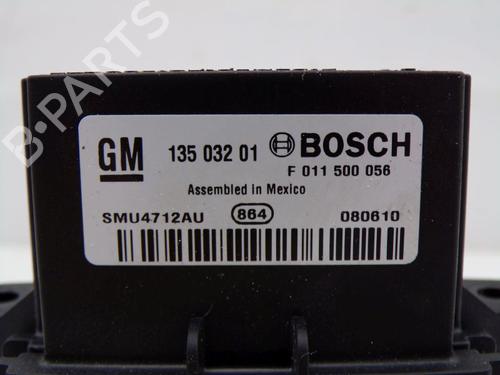 GM 135 032 01 BOSCH
F 011 500 056
Assembled in Mexico
SMU4712AU 864 080610
B-PARTS